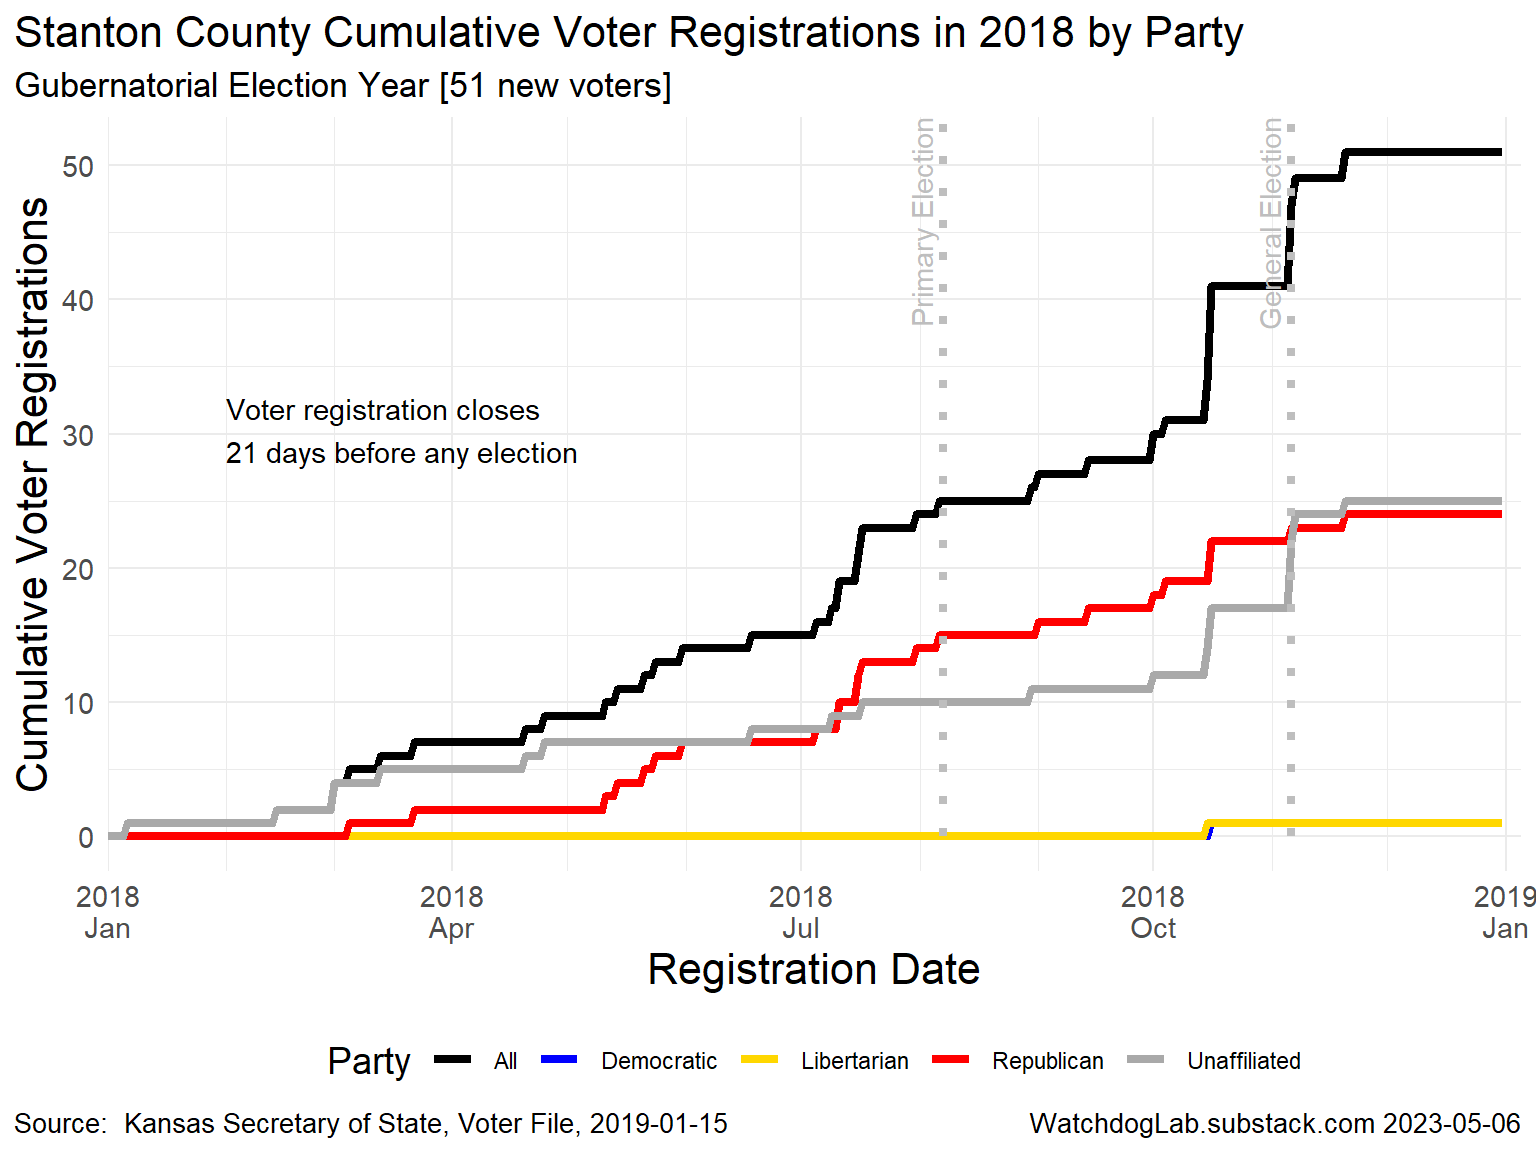 Stanton County Cumulative Voter Registrations in 2018 by Party
Gubernatorial Election Year [51 new voters]
Cumulative Voter Registrations
50
40
30
20
10
0
Primary Election
General Election
Voter registration closes
21 days before any election
2018 2018 2018 2018 2019
Jan Apr Jul Oct Jan
Registration Date
Party All Democratic Libertarian Republican Unaffiliated
Source:  Kansas Secretary of State, Voter File, 2019-01-15
WatchdogLab.substack.com 2023-05-06